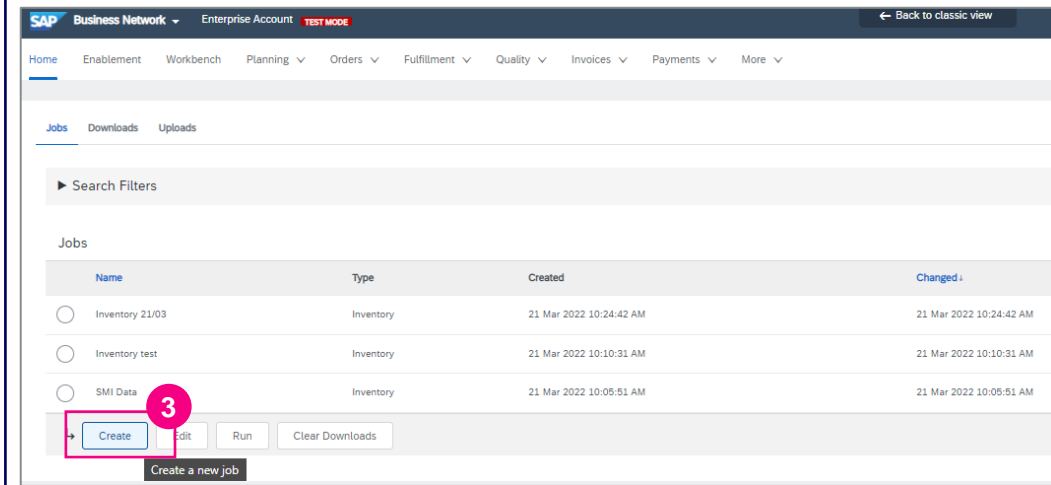 SAP Business Network Enterprise Account TEST MODE ← Back to classic view
Home Enablement Workbench Planning Orders Fulfillment Quality Invoices Payments More
Jobs Downloads Uploads
► Search Filters
Jobs
Name Type Created Changed↓
Inventory 21/03 Inventory 21 Mar 2022 10:24:42 AM 21 Mar 2022 10:24:42 AM
Inventory test Inventory 21 Mar 2022 10:10:31 AM 21 Mar 2022 10:10:31 AM
SMI Data Inventory 21 Mar 2022 10:05:51 AM 21 Mar 2022 10:05:51 AM
3
Create Edit Run Clear Downloads
Create a new job